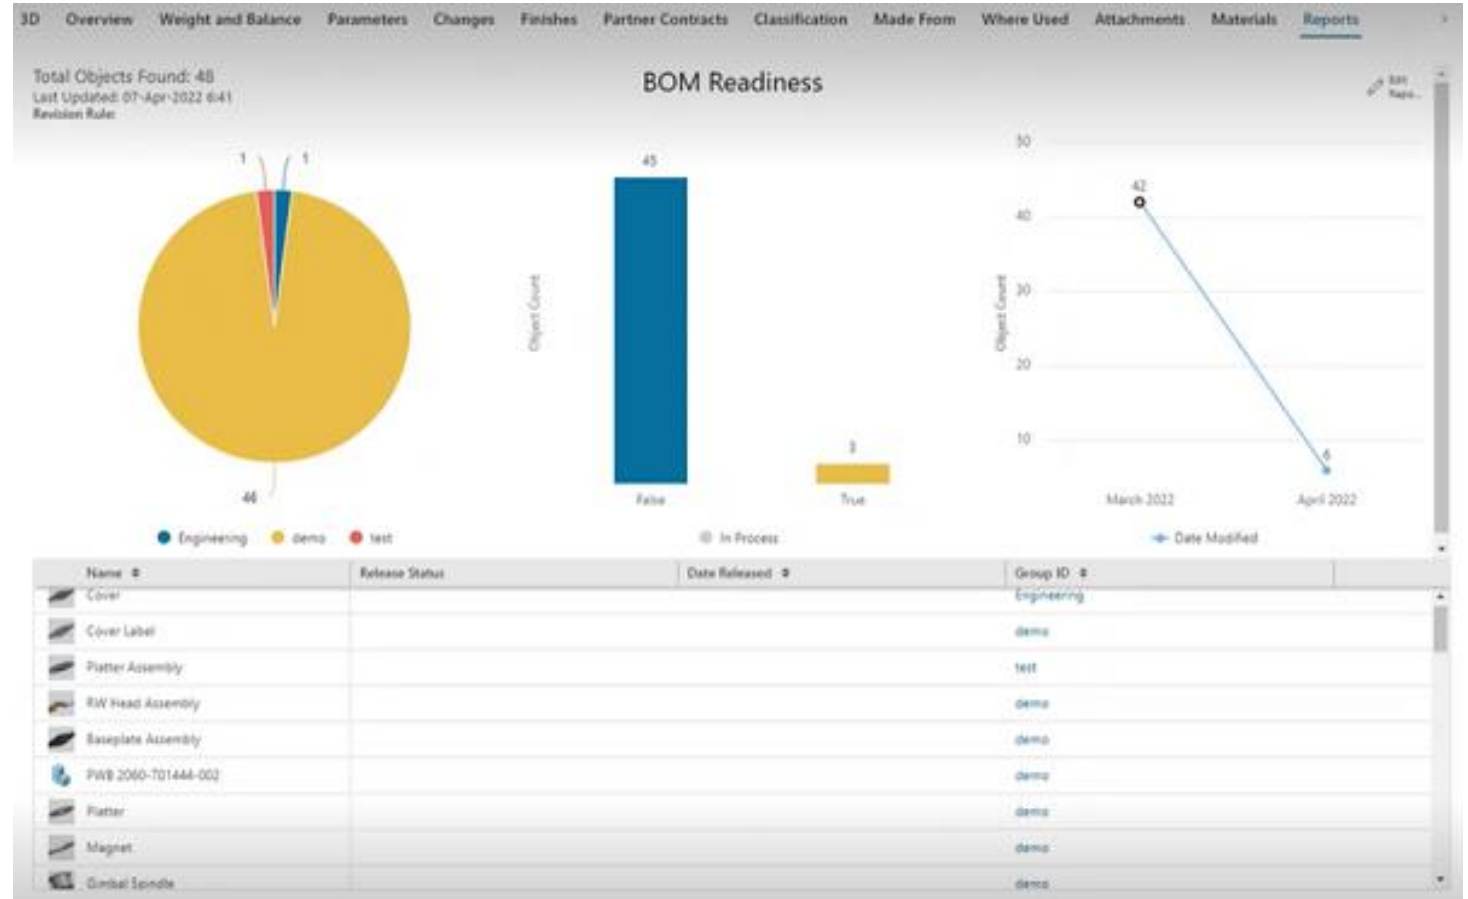 3D Overview Weight and Balance Parameters Changes Finishes Partner Contracts Classification Made From Where Used Attachments Materials Reports
Total Objects Found: 48
Last Updated: 07-Apr-2022 6:41
Revision Rule:
BOM Readiness
Edit
Repo...
1 1
46
Engineering demo test
45
3
Object Count
False True
In Process
50
40
30
20
10
42
6
Object Count
March 2022 April 2022
Date Modified
Name Release Status Date Released Group ID
Cover Engineering
Cover Label demo
Platter Assembly test
RW Head Assembly demo
Baseplate Assembly demo
PWB 2060-701444-002 demo
Platter demo
Magnet demo
Gimbal Spindle demo